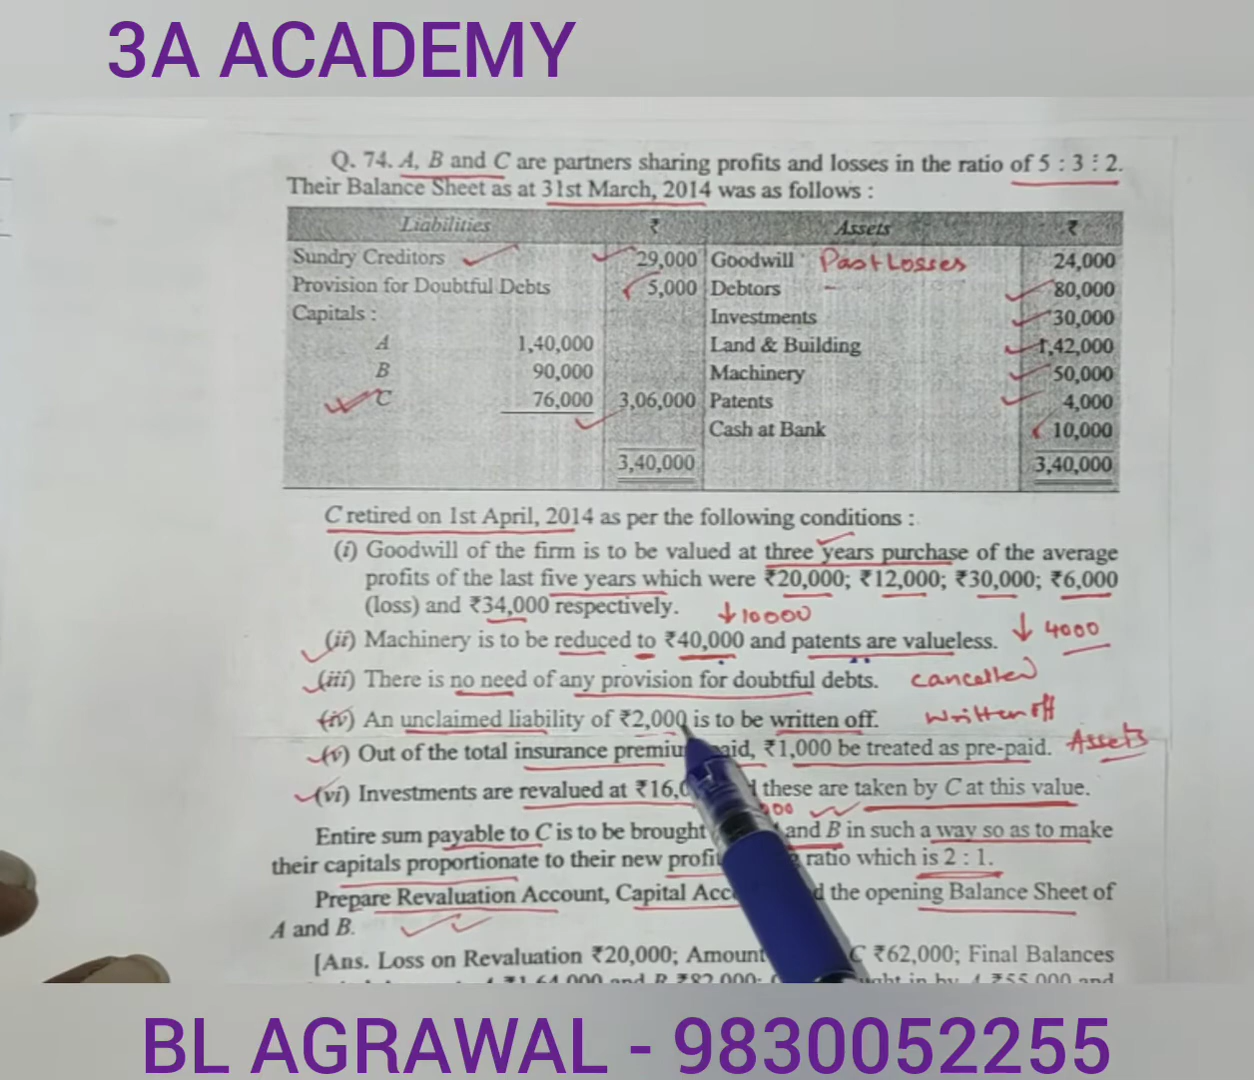 3A ACADEMY
Q. 74. A, B and C are partners sharing profits and losses in the ratio of 5 : 3 : 2.
Their Balance Sheet as at 31st March, 2014 was as follows :
Liabilities ₹ Assets ₹
Sundry Creditors 29,000 Goodwill Past Losses 24,000
Provision for Doubtful Debts 5,000 Debtors 80,000
Capitals : Investments 30,000
A 1,40,000 Land & Building 1,42,000
B 90,000 Machinery 50,000
C 76,000 3,06,000 Patents 4,000
Cash at Bank 10,000
3,40,000 3,40,000
C retired on 1st April, 2014 as per the following conditions :
(i) Goodwill of the firm is to be valued at three years purchase of the average
profits of the last five years which were ₹20,000; ₹12,000; ₹30,000; ₹6,000
(loss) and ₹34,000 respectively. ↓10000
(ii) Machinery is to be reduced to ₹40,000 and patents are valueless. ↓ 4000
(iii) There is no need of any provision for doubtful debts. cancelled
(iv) An unclaimed liability of ₹2,000 is to be written off. written off
(v) Out of the total insurance premium paid, ₹1,000 be treated as pre-paid. Assets
(vi) Investments are revalued at ₹16, these are taken by C at this value.
Entire sum payable to C is to be brought and B in such a way so as to make
their capitals proportionate to their new ratio which is 2 : 1.
Prepare Revaluation Account, Capital the opening Balance Sheet of
A and B.
[Ans. Loss on Revaluation ₹20,000; Amount C ₹62,000; Final Balances
BL AGRAWAL - 9830052255